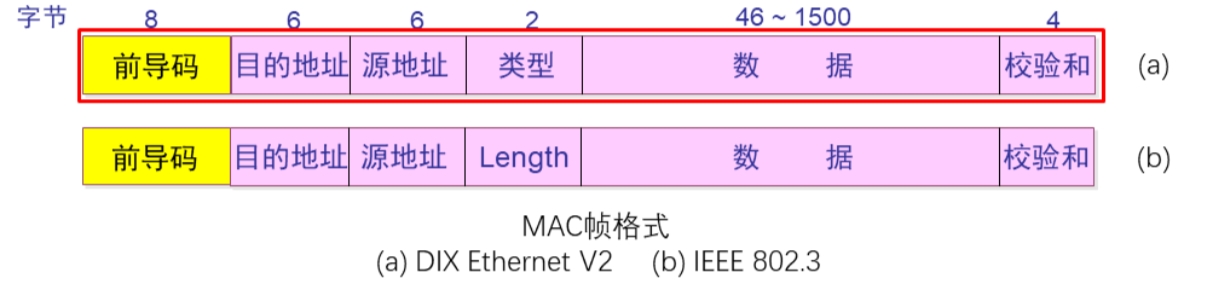 字节 8 6 6 2 46 ~ 1500 4
前导码 目的地址 源地址 类型 数 据 校验和 (a)
前导码 目的地址 源地址 Length 数 据 校验和 (b)
MAC帧格式
(a) DIX Ethernet V2 (b) IEEE 802.3